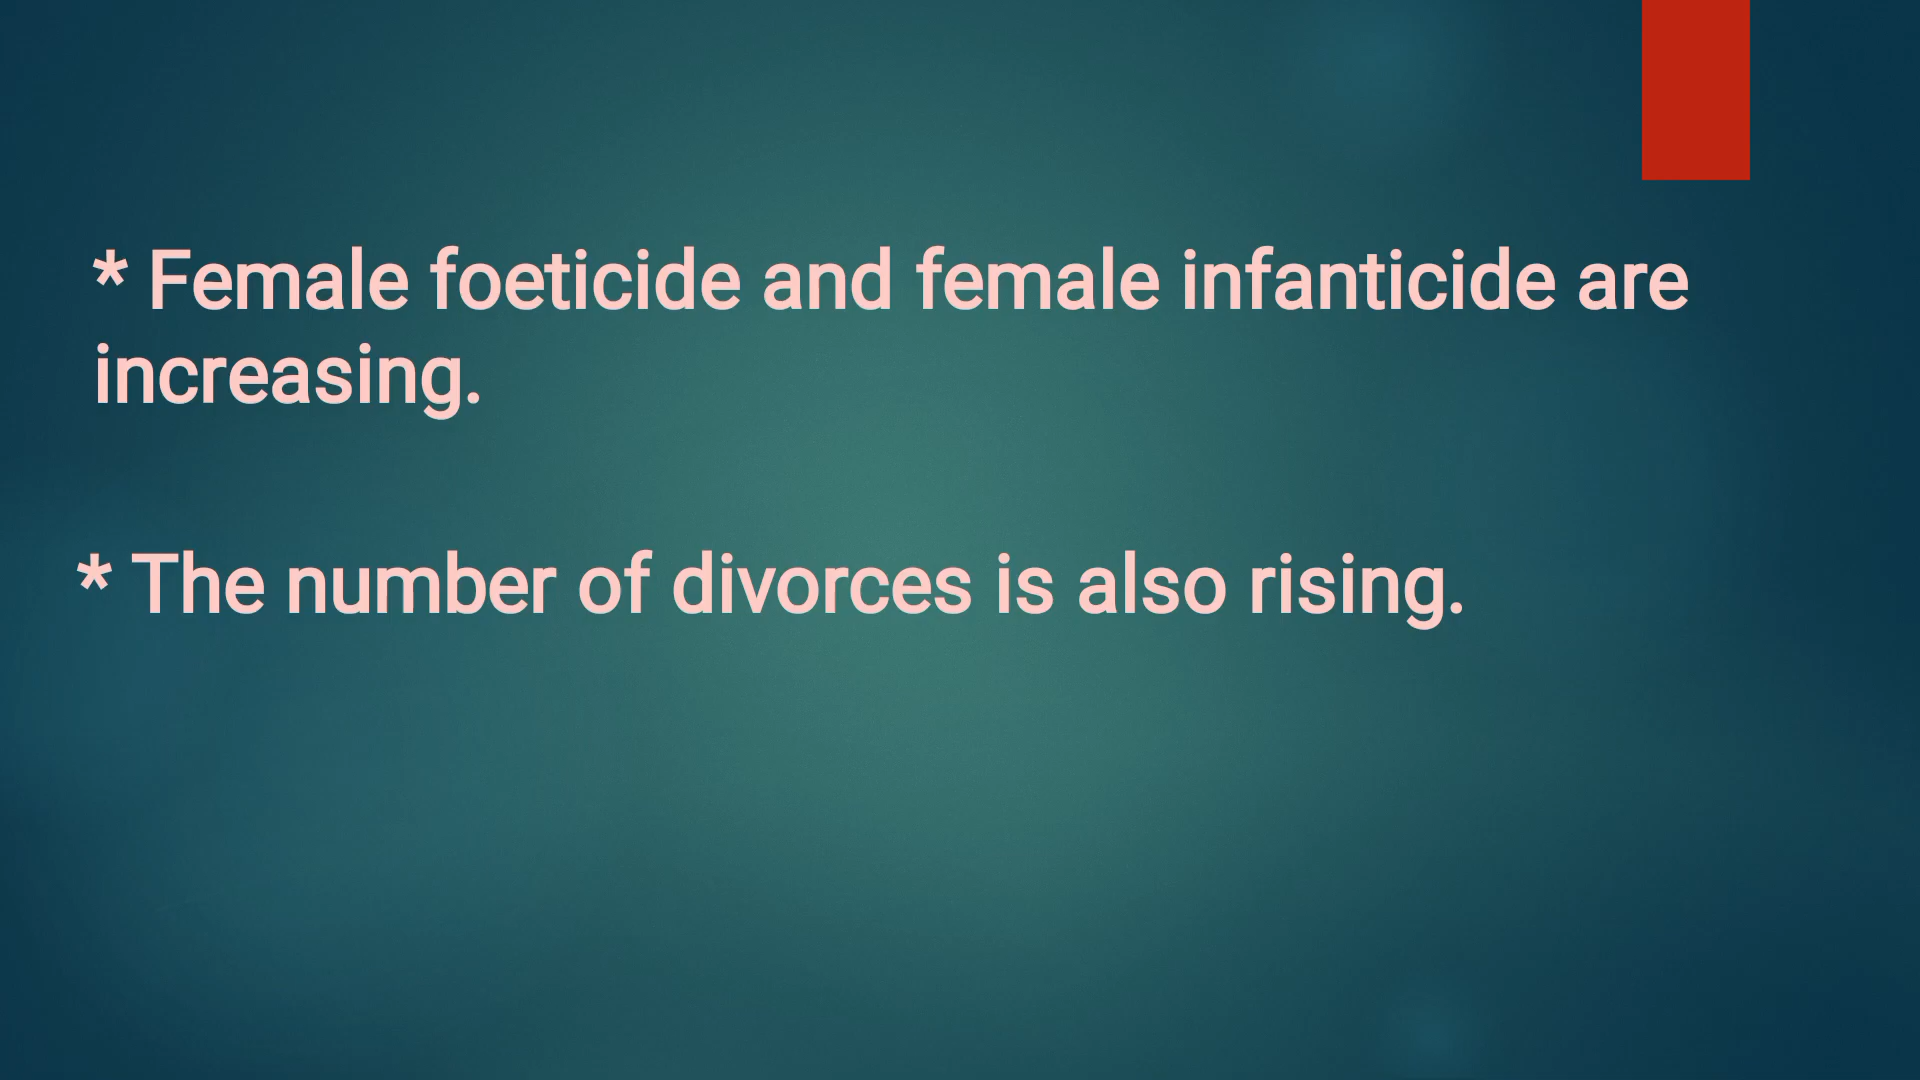 * Female foeticide and female infanticide are
increasing.
* The number of divorces is also rising.